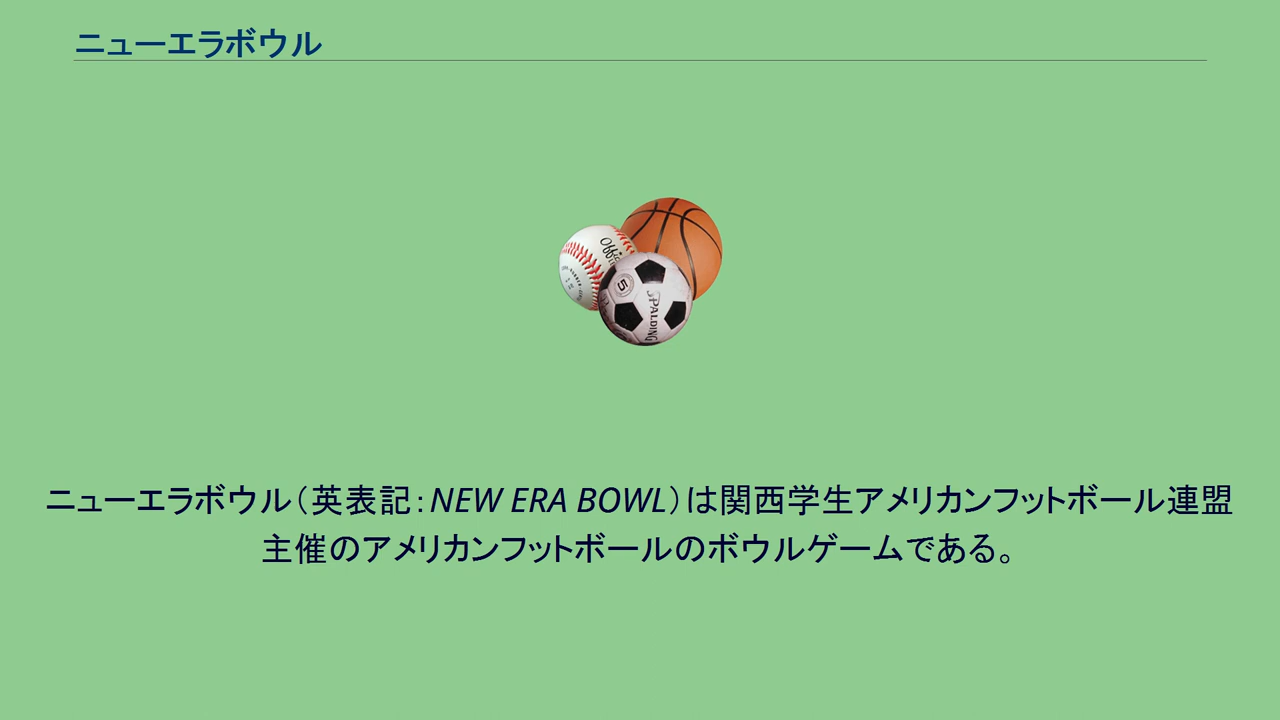 ニューエラボウル
Offic
5
SPALDING
ニューエラボウル（英表記：NEW ERA BOWL）は関西学生アメリカンフットボール連盟
主催のアメリカンフットボールのボウルゲームである。